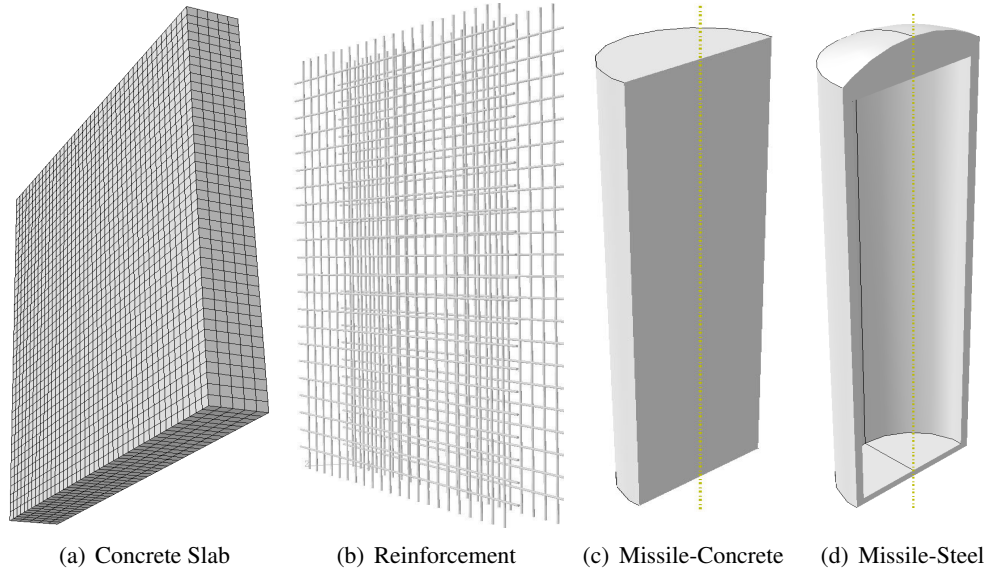 (a) Concrete Slab
(b) Reinforcement
(c) Missile-Concrete
(d) Missile-Steel